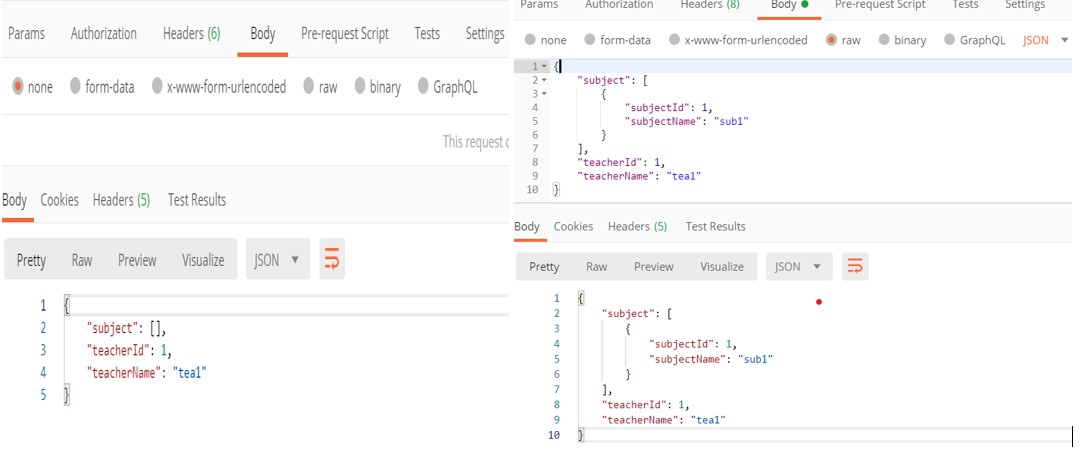 Params Authorization Headers (6) Body Pre-request Script Tests Settings
none form-data x-www-form-urlencoded raw binary GraphQL
This request
Body Cookies Headers (5) Test Results
Pretty Raw Preview Visualize JSON
1 {
2 "subject": [],
3 "teacherId": 1,
4 "teacherName": "tea1"
5 }
Params Authorization Headers (8) Body Pre-request Script Tests Settings
none form-data x-www-form-urlencoded raw binary GraphQL JSON
1 {
2 "subject": [
3 {
4 "subjectId": 1,
5 "subjectName": "sub1"
6 }
7 ],
8 "teacherId": 1,
9 "teacherName": "tea1"
10 }
Body Cookies Headers (5) Test Results
Pretty Raw Preview Visualize JSON
1 {
2 "subject": [
3 {
4 "subjectId": 1,
5 "subjectName": "sub1"
6 }
7 ],
8 "teacherId": 1,
9 "teacherName": "tea1"
10 }